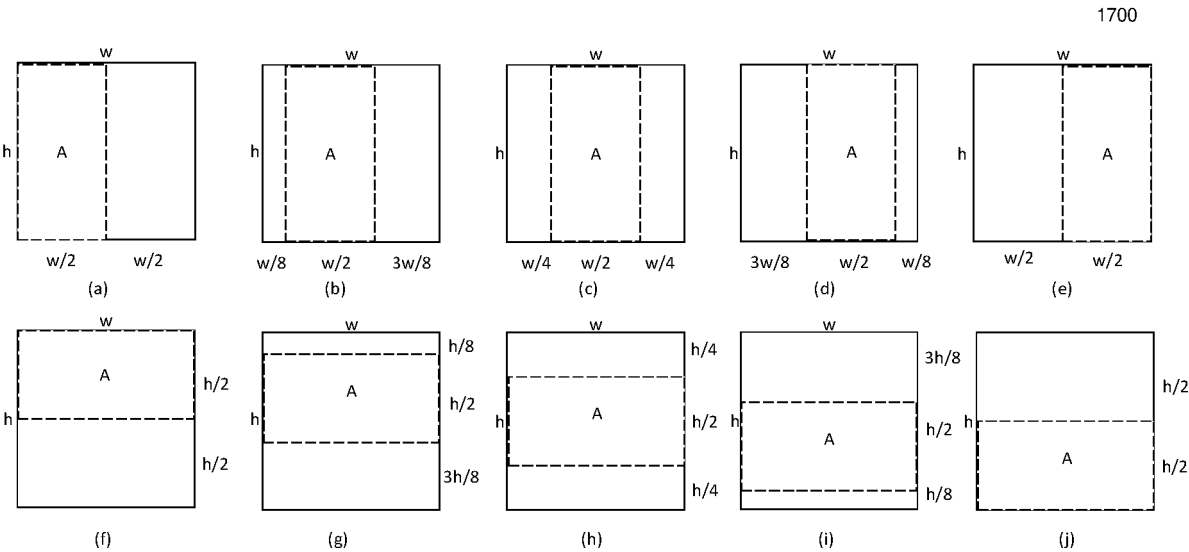 1700
w w w w w
h A h A h A h A h A
w/2 w/2 w/8 w/2 3w/8 w/4 w/2 w/4 3w/8 w/2 w/8 w/2 w/2
(a) (b) (c) (d) (e)
w w w w
h/8 h/4 3h/8
A h/2 A h/2 h/2
h h h A h/2 h A h/2 h
h/2 3h/8 h/4 h/8 A h/2
(f) (g) (h) (i) (j)